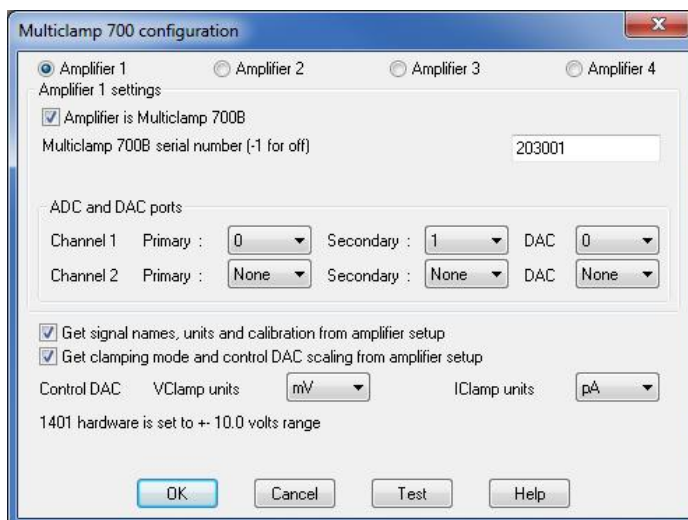 Multiclamp 700 configuration
Amplifier 1 Amplifier 2 Amplifier 3 Amplifier 4
Amplifier 1 settings
Amplifier is Multiclamp 700B
Multiclamp 700B serial number (-1 for off) 203001
ADC and DAC ports
Channel 1 Primary : 0 Secondary : 1 DAC 0
Channel 2 Primary : None Secondary : None DAC None
Get signal names, units and calibration from amplifier setup
Get clamping mode and control DAC scaling from amplifier setup
Control DAC VClamp units mV IClamp units pA
1401 hardware is set to +- 10.0 volts range
OK Cancel Test Help